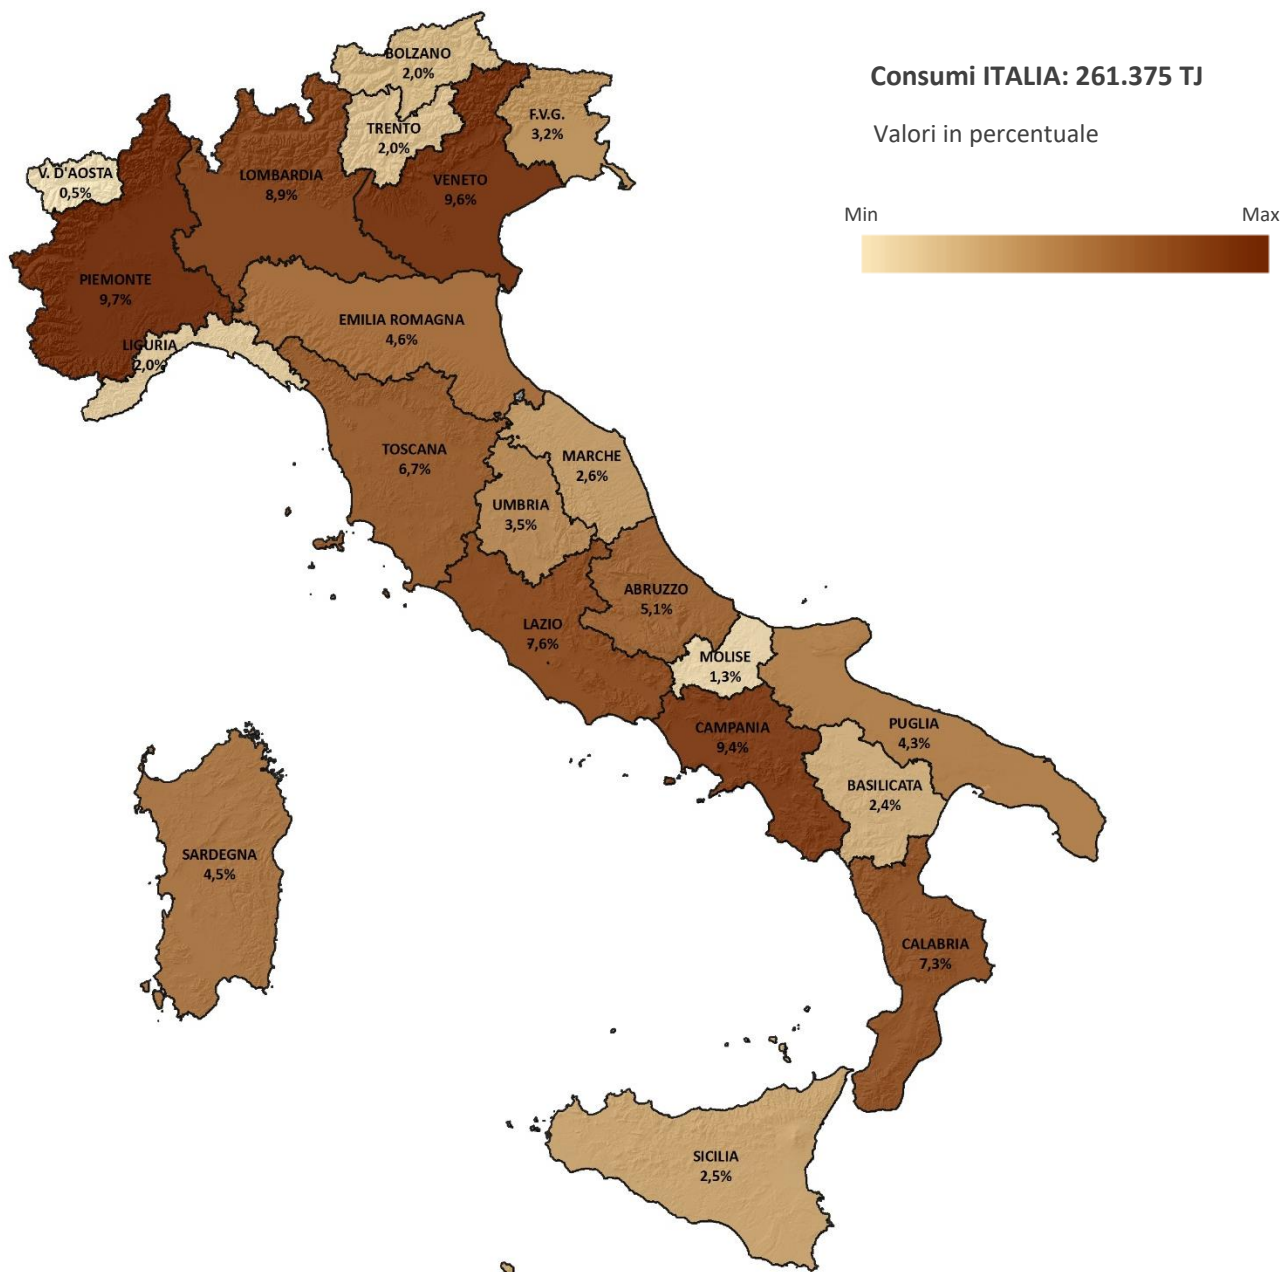 BOLZANO
2,0%
Consumi ITALIA: 261.375 TJ
Valori in percentuale
F.V.G.
3,2%
TRENTO
2,0%
V. D'AOSTA
0,5%
LOMBARDIA
8,9%
VENETO
9,6%
Min
Max
PIEMONTE
9,7%
EMILIA ROMAGNA
4,6%
LIGURIA
2,0%
TOSCANA
6,7%
MARCHE
2,6%
UMBRIA
3,5%
ABRUZZO
5,1%
LAZIO
7,6%
MOLISE
1,3%
CAMPANIA
9,4%
PUGLIA
4,3%
BASILICATA
2,4%
SARDEGNA
4,5%
CALABRIA
7,3%
SICILIA
2,5%